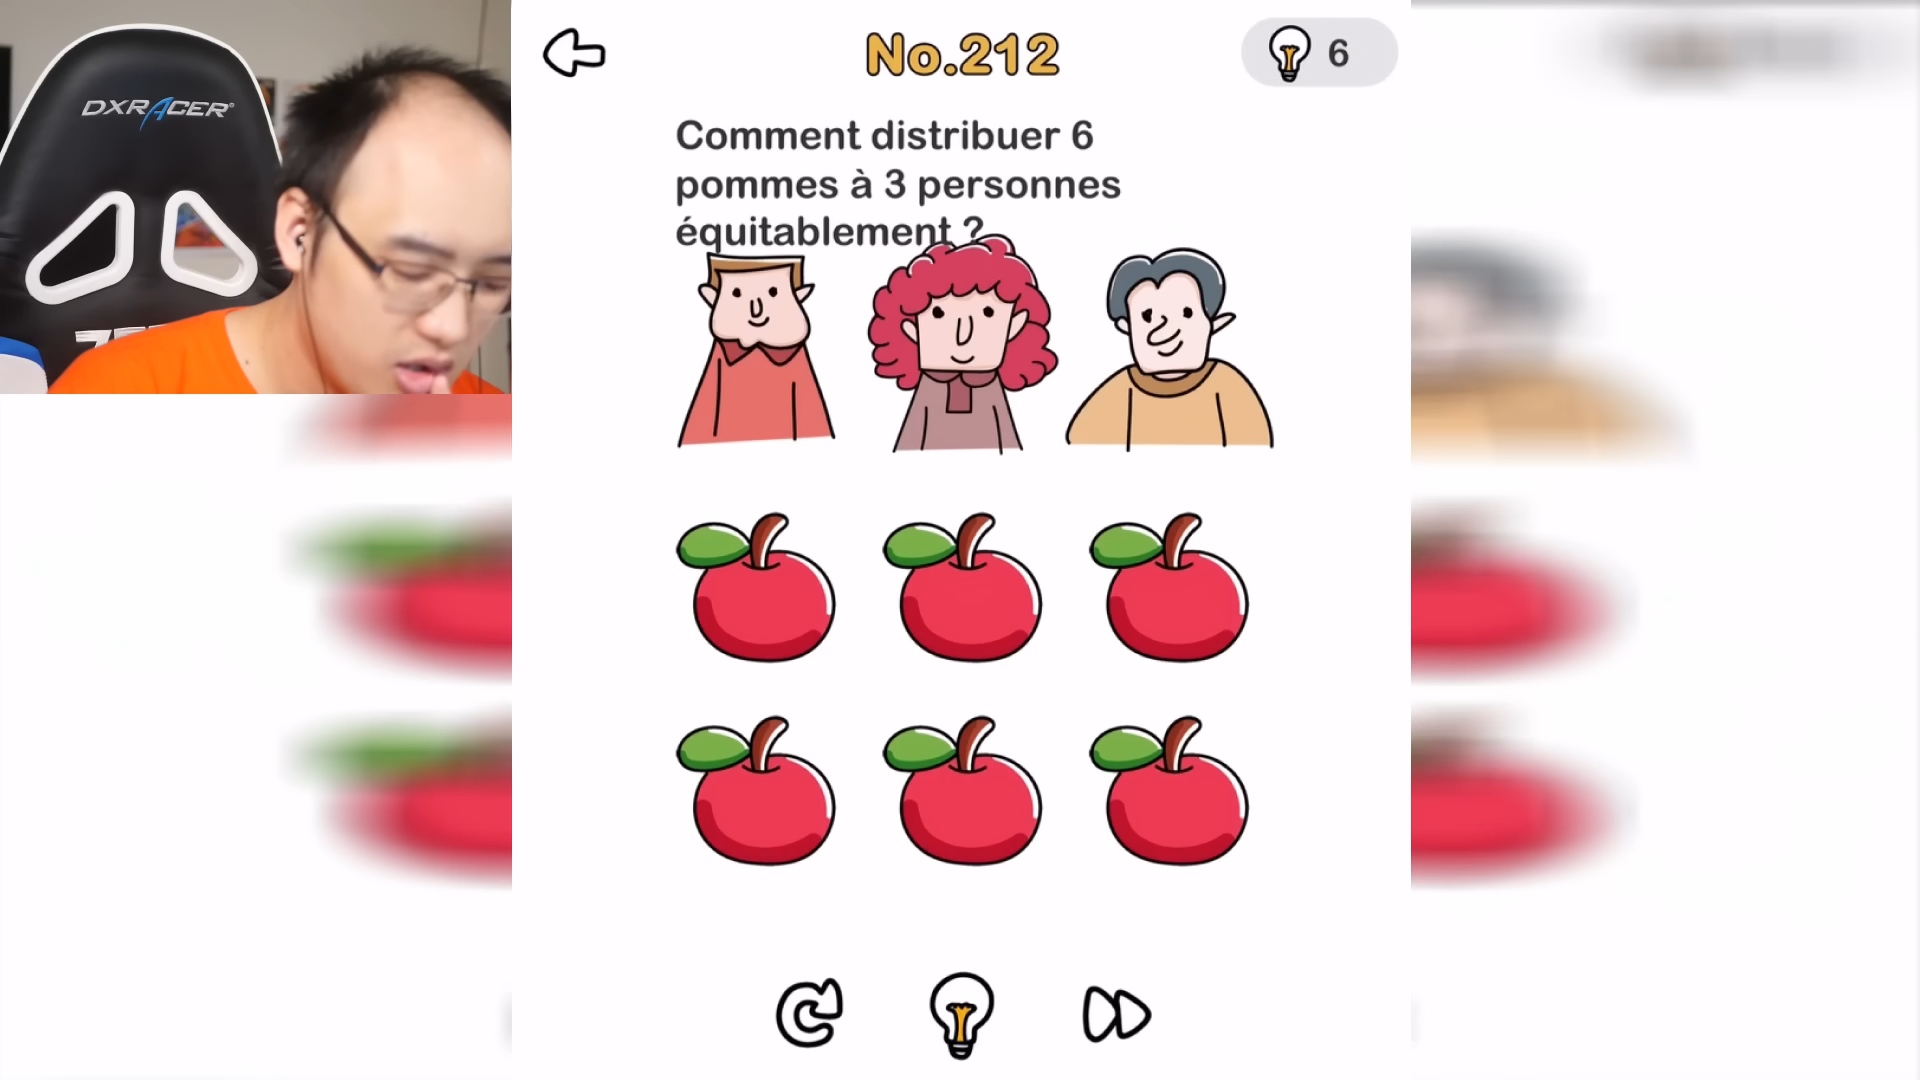 DXRACER®
No.212
6
Comment distribuer 6
pommes à 3 personnes
équitablement ?